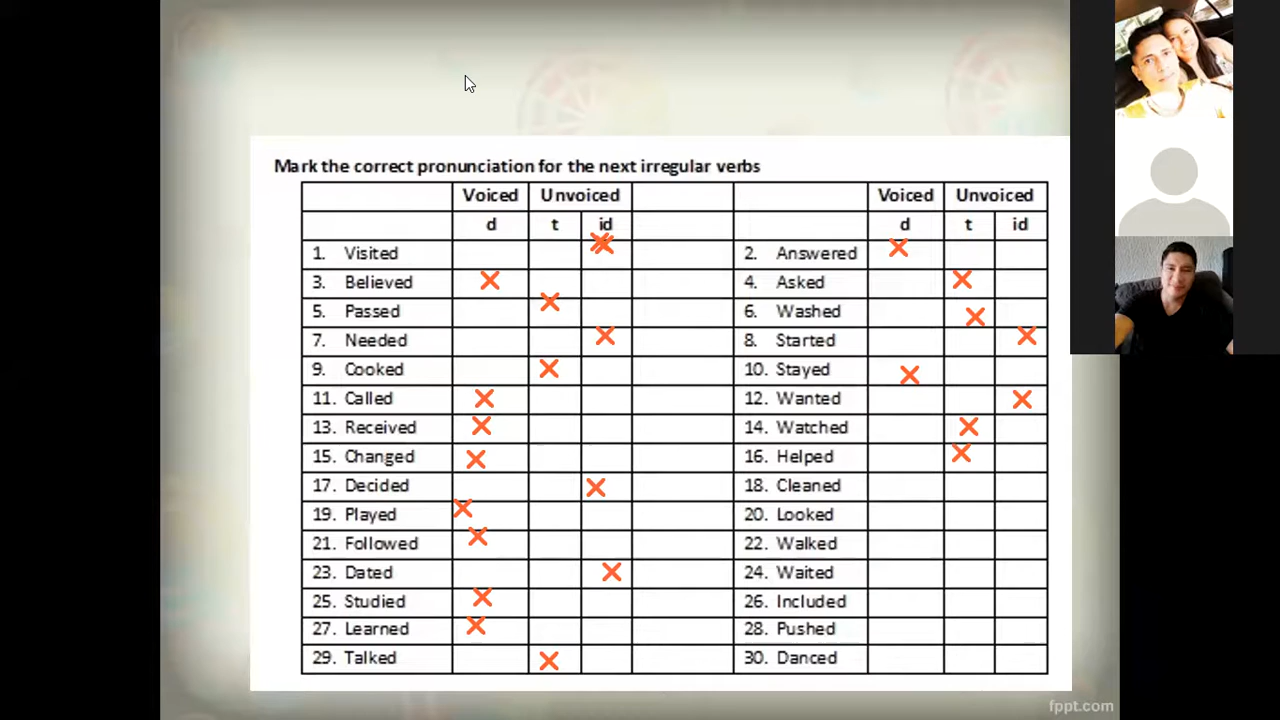 Mark the correct pronunciation for the next irregular verbs
Voiced Unvoiced Voiced Unvoiced
d t id d t id
1. Visited 2. Answered
3. Believed 4. Asked
5. Passed 6. Washed
7. Needed 8. Started
9. Cooked 10. Stayed
11. Called 12. Wanted
13. Received 14. Watched
15. Changed 16. Helped
17. Decided 18. Cleaned
19. Played 20. Looked
21. Followed 22. Walked
23. Dated 24. Waited
25. Studied 26. Included
27. Learned 28. Pushed
29. Talked 30. Danced
fppt.com